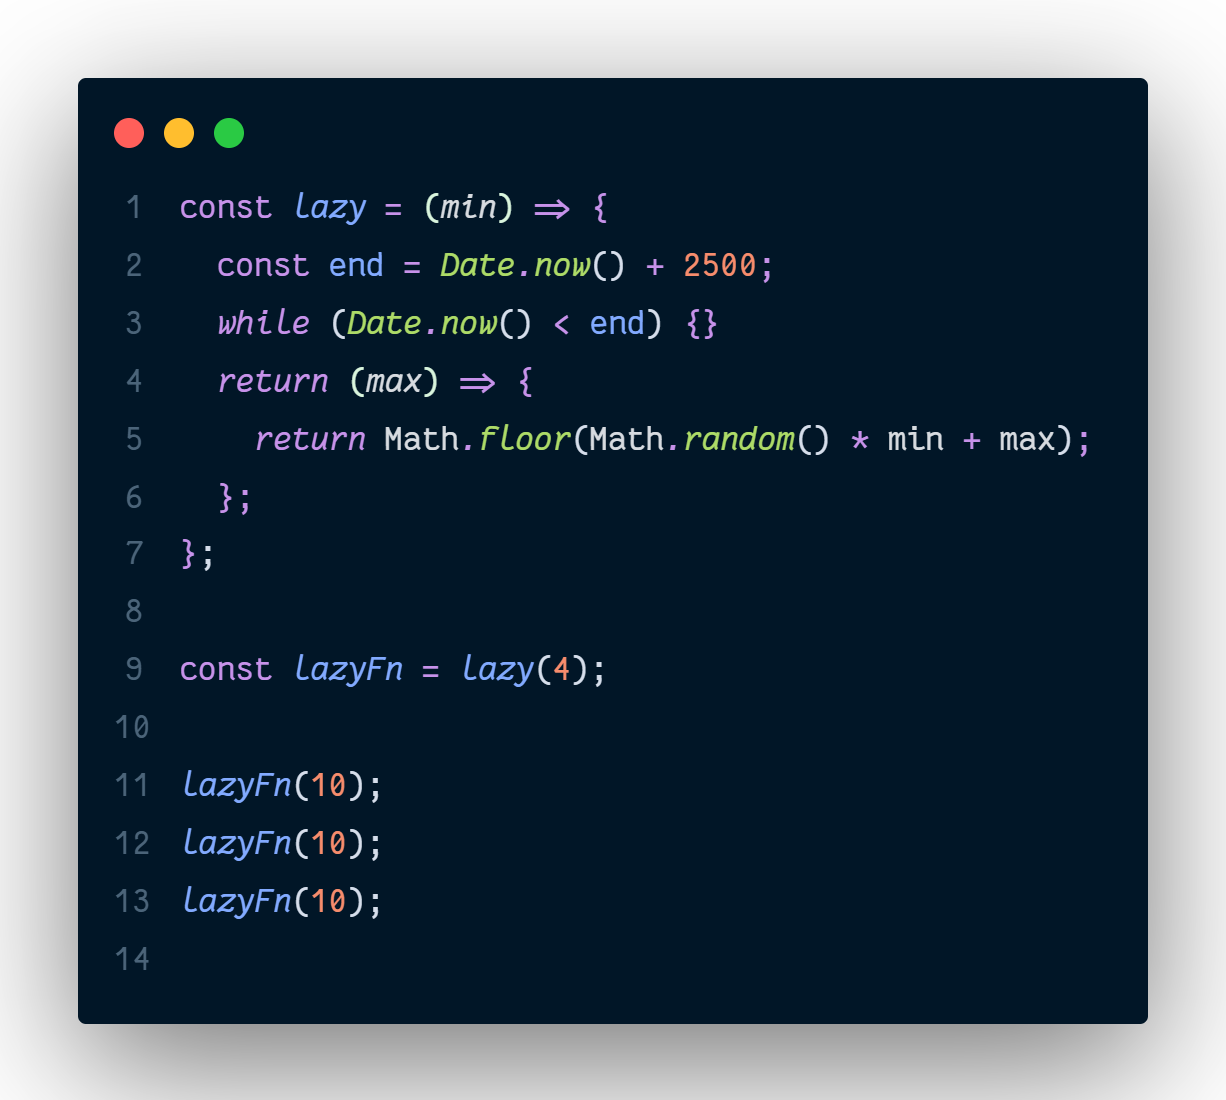 1 const lazy = (min) => {
2   const end = Date.now() + 2500;
3   while (Date.now() < end) {}
4   return (max) => {
5     return Math.floor(Math.random() * min + max);
6   };
7 };
8
9 const lazyFn = lazy(4);
10
11 lazyFn(10);
12 lazyFn(10);
13 lazyFn(10);
14